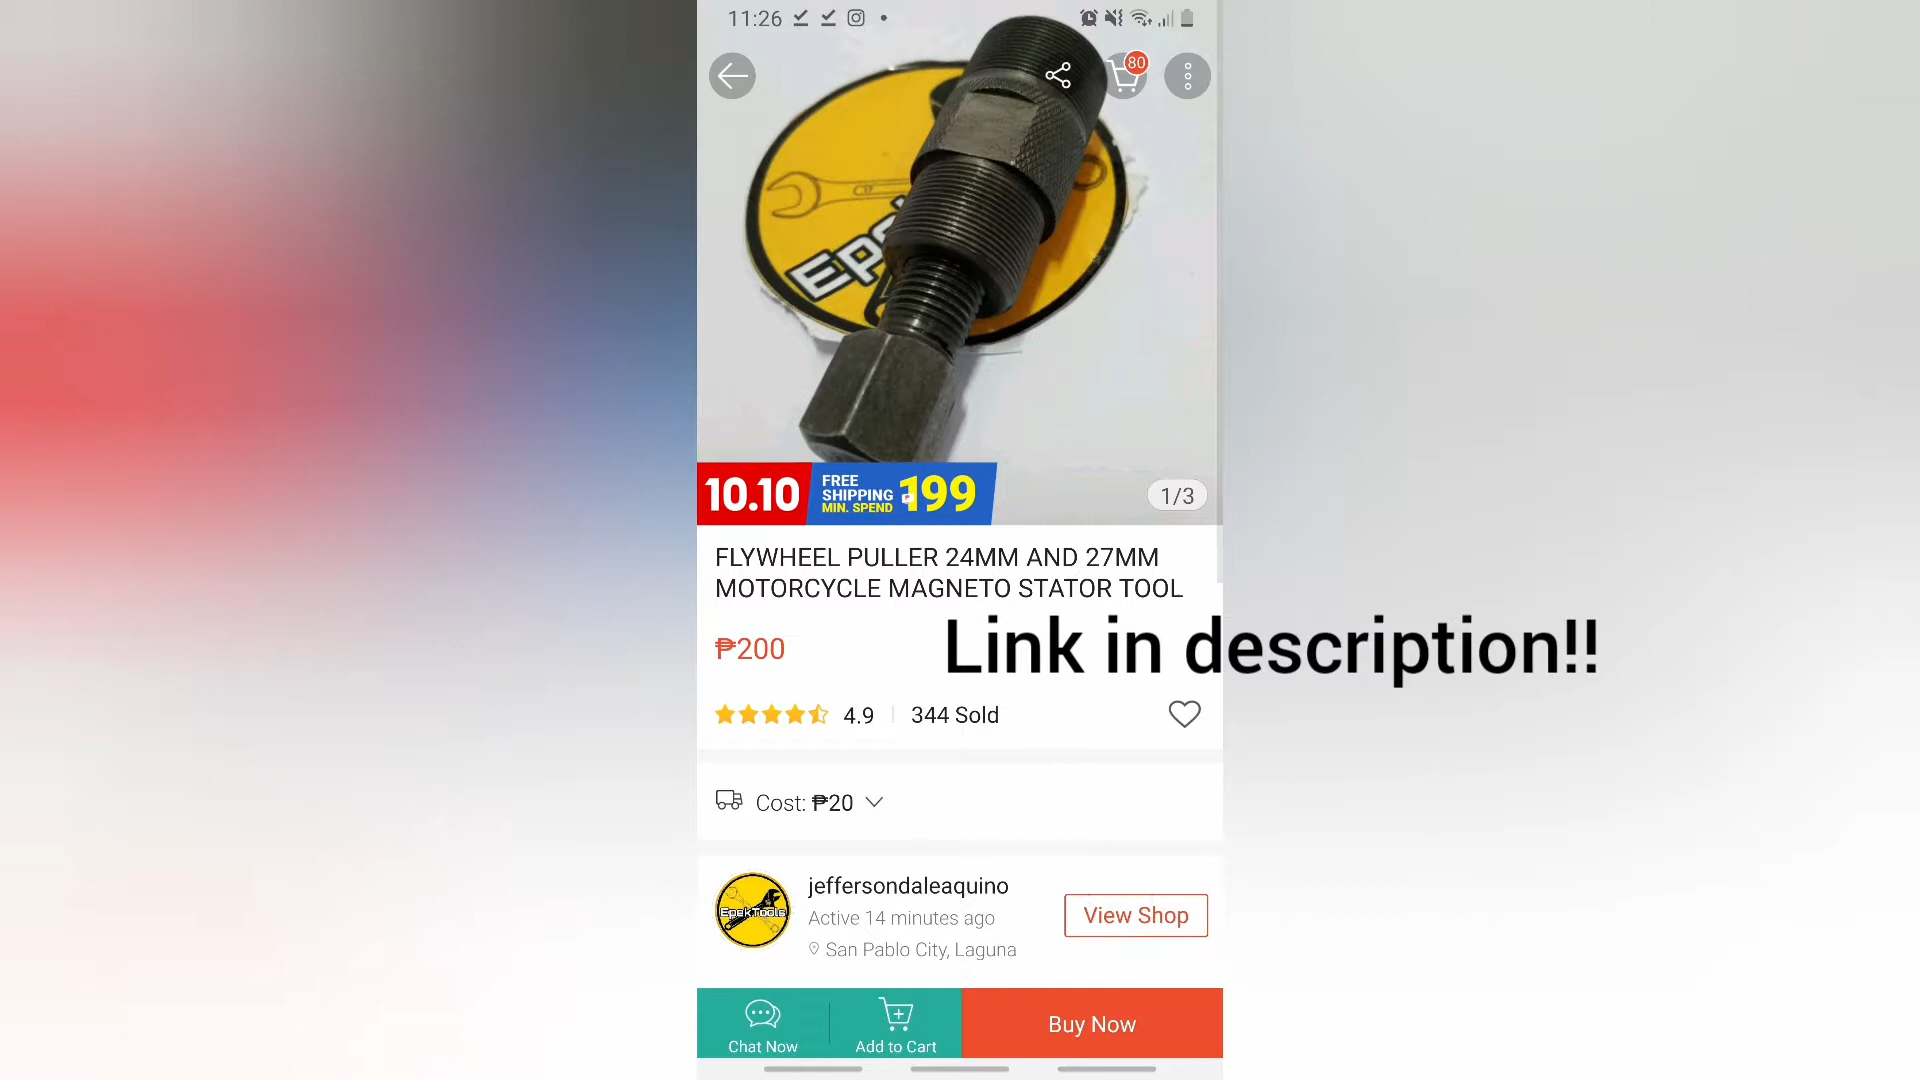 11:26
80
Epe
10.10
FREE
SHIPPING
MIN. SPEND
₱199
1/3
FLYWHEEL PULLER 24MM AND 27MM
MOTORCYCLE MAGNETO STATOR TOOL
₱200
Link in description!!
4.9
344 Sold
Cost: ₱20
EpekTools
jeffersondaleaquino
Active 14 minutes ago
San Pablo City, Laguna
View Shop
Chat Now
Add to Cart
Buy Now